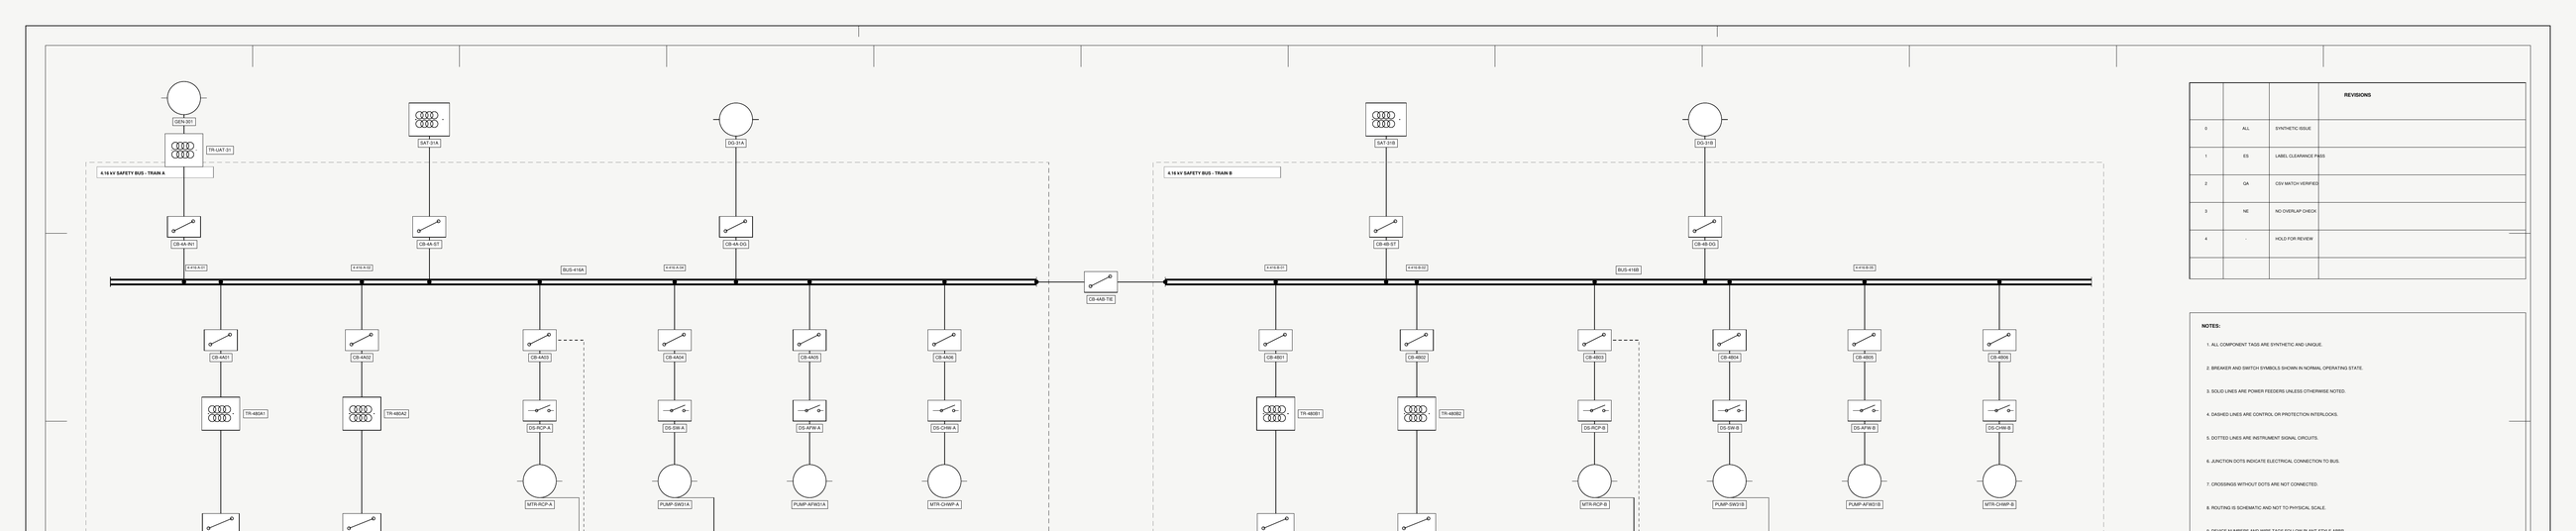 GEN-301
TR-UAT-31
SAT-31A
DG-31A
SAT-31B
DG-31B
4.16 kV SAFETY BUS - TRAIN A
4.16 kV SAFETY BUS - TRAIN B
CB-4A-IN1
CB-4A-ST
CB-4A-DG
CB-4B-ST
CB-4B-DG
BUS-416A
BUS-416B
CB-4AB-TIE
CB-4A01
CB-4A02
CB-4A03
CB-4A04
CB-4A05
CB-4A06
CB-4B01
CB-4B02
CB-4B03
CB-4B04
CB-4B05
CB-4B06
TR-480A1
TR-480A2
TR-480B1
TR-480B2
DS-RCP-A
DS-SW-A
DS-AFW-A
DS-CHW-A
DS-RCP-B
DS-SW-B
DS-AFW-B
DS-CHW-B
MTR-RCP-A
PUMP-SW31A
PUMP-AFW31A
MTR-CHWP-A
MTR-RCP-B
PUMP-SW31B
PUMP-AFW31B
MTR-CHWP-B
REVISIONS
0 ALL SYNTHETIC ISSUE
1 ES LABEL CLEARANCE PASS
2 QA CSV MATCH VERIFIED
3 NE NO OVERLAP CHECK
4 - HOLD FOR REVIEW
NOTES:
1. ALL COMPONENT TAGS ARE SYNTHETIC AND UNIQUE.
2. BREAKER AND SWITCH SYMBOLS SHOWN IN NORMAL OPERATING STATE.
3. SOLID LINES ARE POWER FEEDERS UNLESS OTHERWISE NOTED.
4. DASHED LINES ARE CONTROL OR PROTECTION INTERLOCKS.
5. DOTTED LINES ARE INSTRUMENT SIGNAL CIRCUITS.
6. JUNCTION DOTS INDICATE ELECTRICAL CONNECTION TO BUS.
7. CROSSINGS WITHOUT DOTS ARE NOT CONNECTED.
8. ROUTING IS SCHEMATIC AND NOT TO PHYSICAL SCALE.